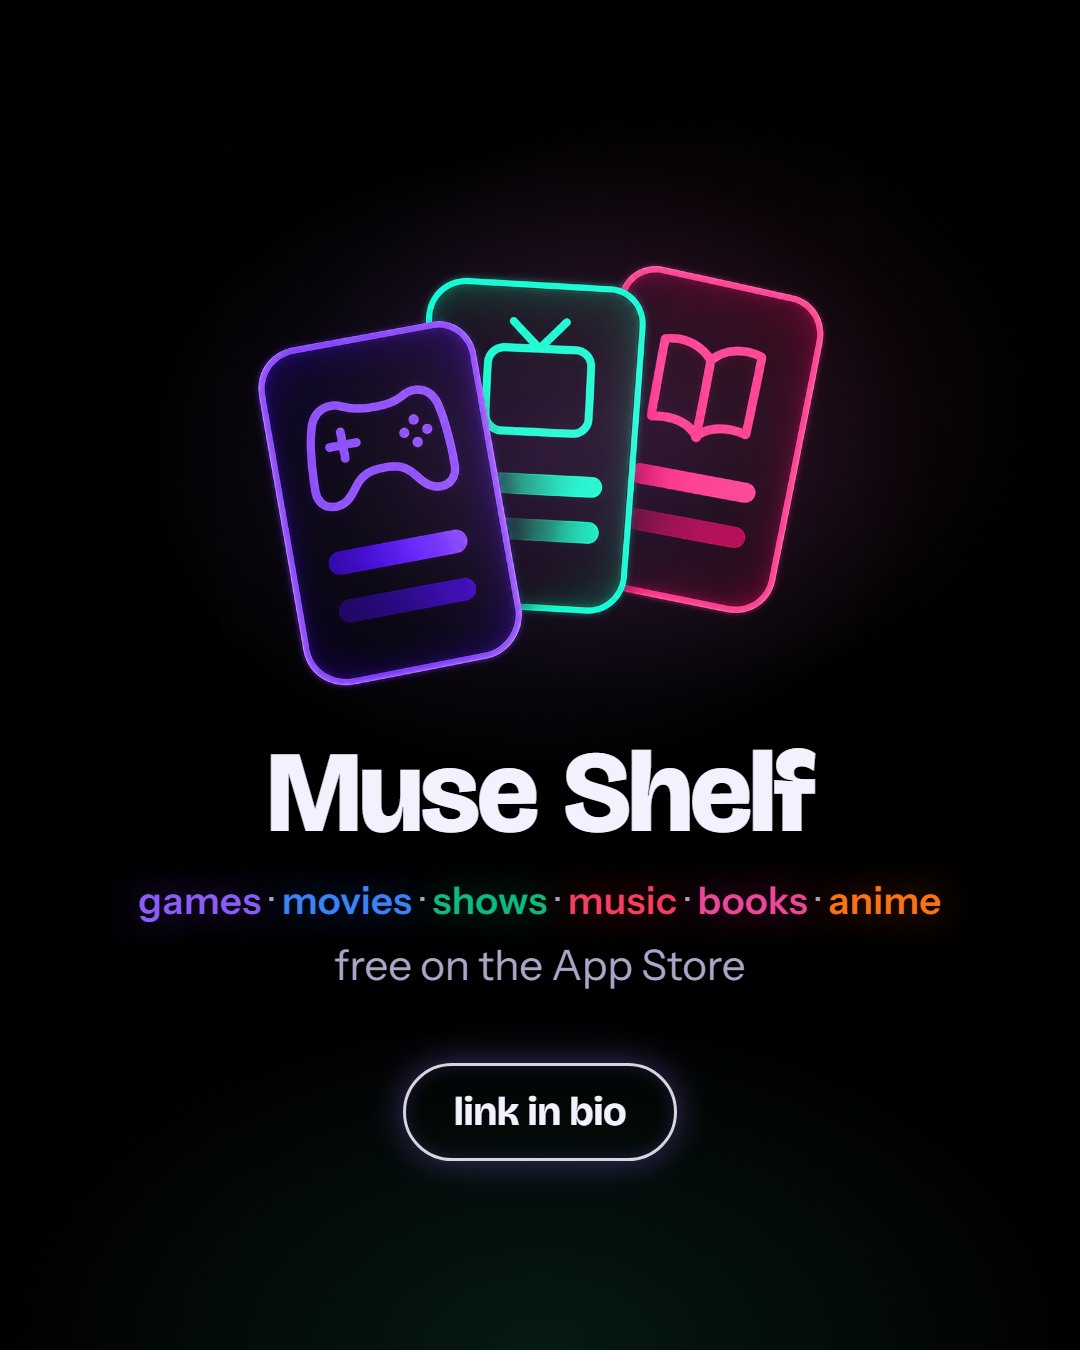 Muse Shelf
games · movies · shows · music · books · anime
free on the App Store
link in bio